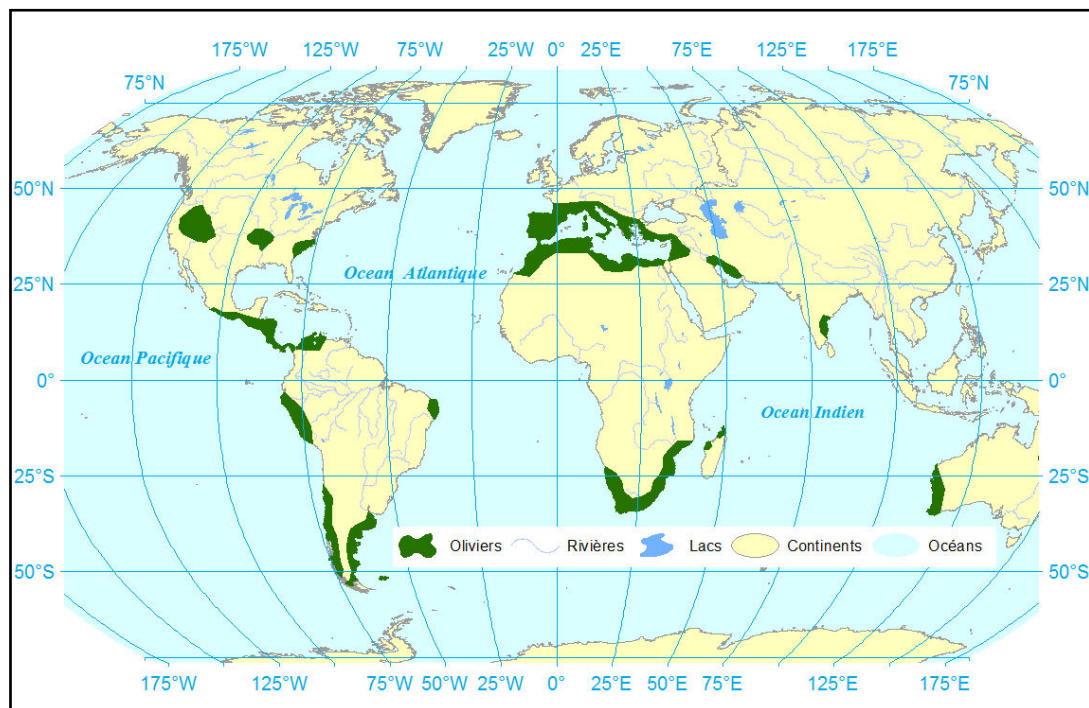 175°W 125°W 75°W 25°W 0° 25°E 75°E 125°E 175°E
75°N 75°N
50°N 50°N
Ocean Atlantique
25°N 25°N
Ocean Pacifique
0° 0°
Ocean Indien
25°S 25°S
Oliviers Rivières Lacs Continents Océans
50°S 50°S
175°W 125°W 75°W 50°W 25°W 0° 25°E 50°E 75°E 125°E 175°E